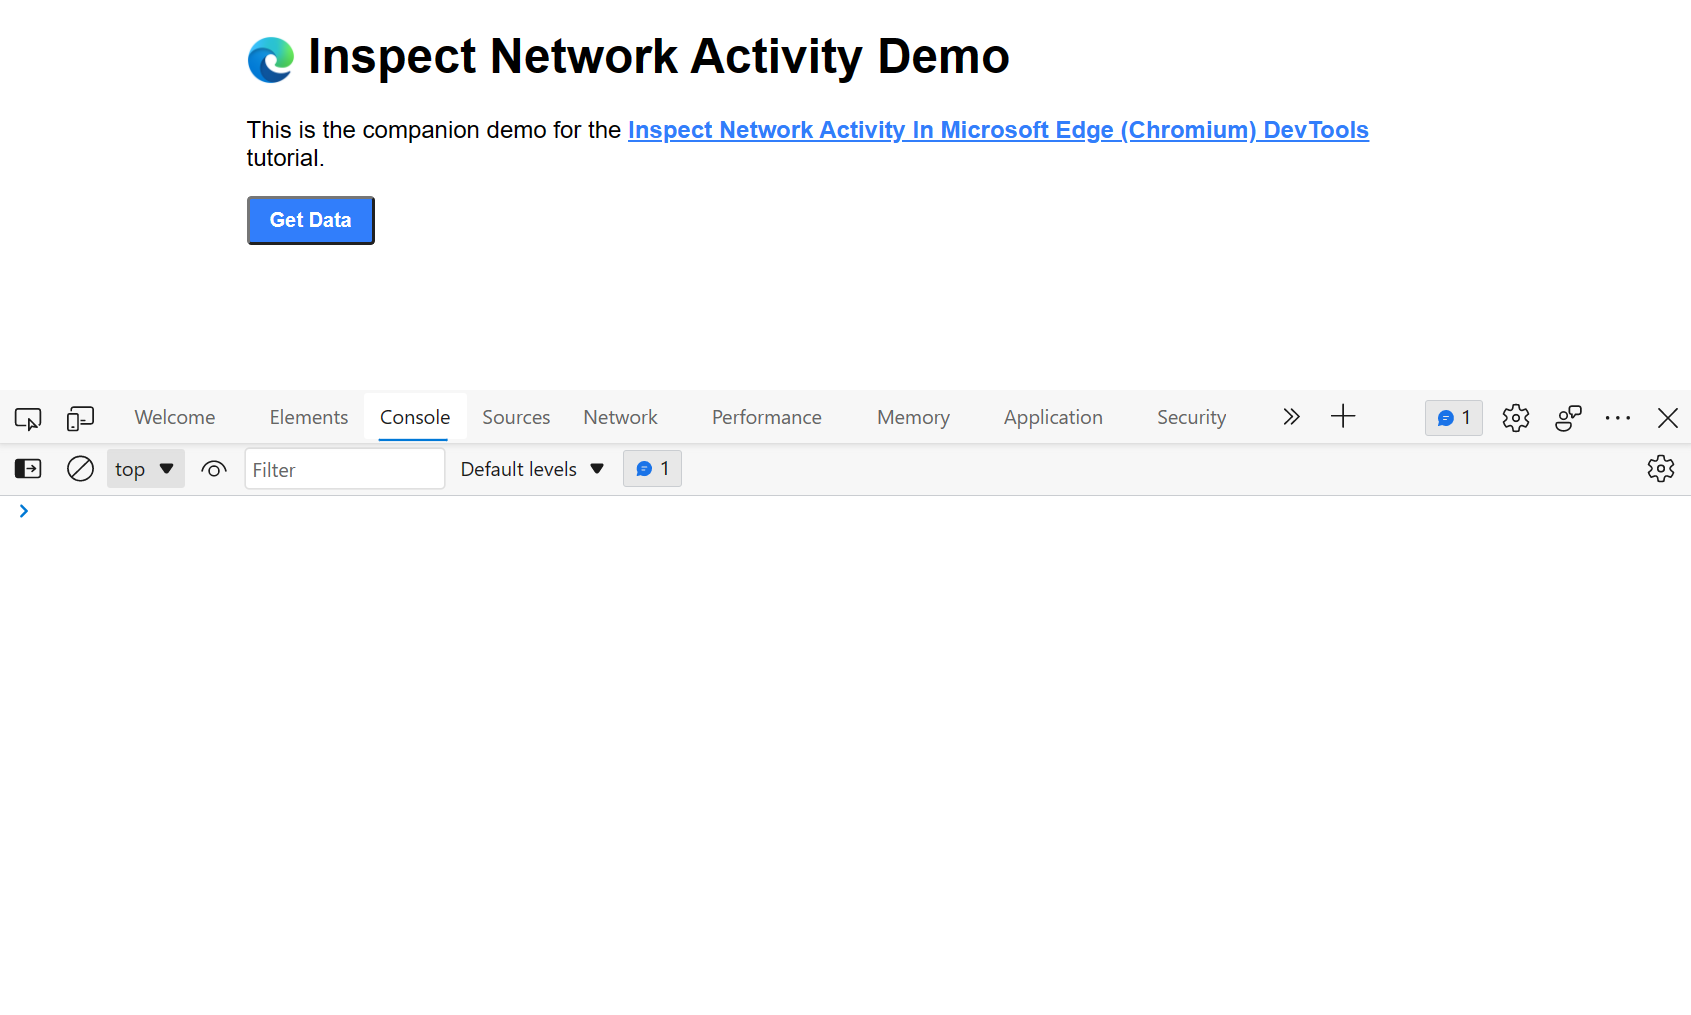 Inspect Network Activity Demo
This is the companion demo for the Inspect Network Activity In Microsoft Edge (Chromium) DevTools
tutorial.
Get Data
Welcome Elements Console Sources Network Performance Memory Application Security 1
top Filter Default levels 1